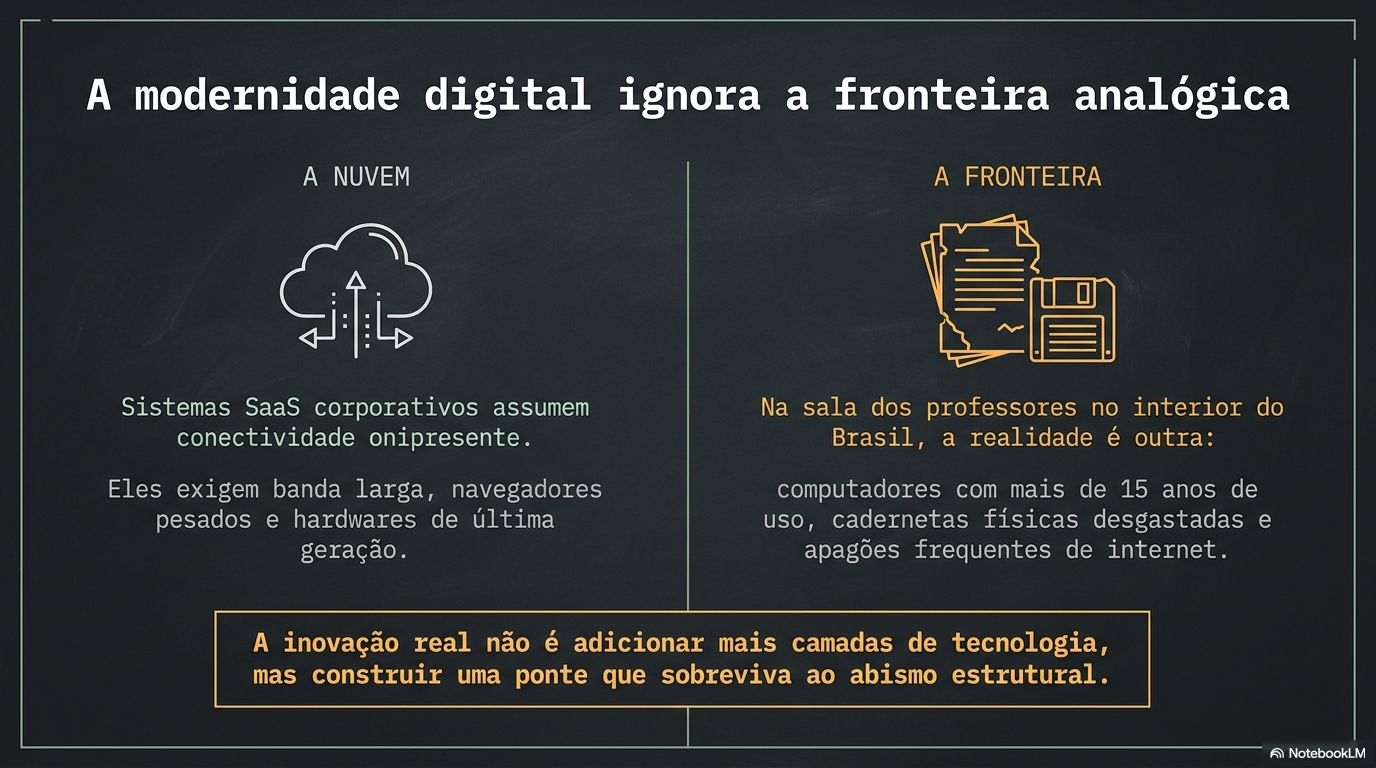 A modernidade digital ignora a fronteira analógica
A NUVEM
Sistemas SaaS corporativos assumem
conectividade onipresente.
Eles exigem banda larga, navegadores
pesados e hardwares de última
geração.
A FRONTEIRA
Na sala dos professores no interior do
Brasil, a realidade é outra:
computadores com mais de 15 anos de
uso, cadernetas físicas desgastadas e
apagões frequentes de internet.
A inovação real não é adicionar mais camadas de tecnologia,
mas construir uma ponte que sobreviva ao abismo estrutural.
NotebookLM